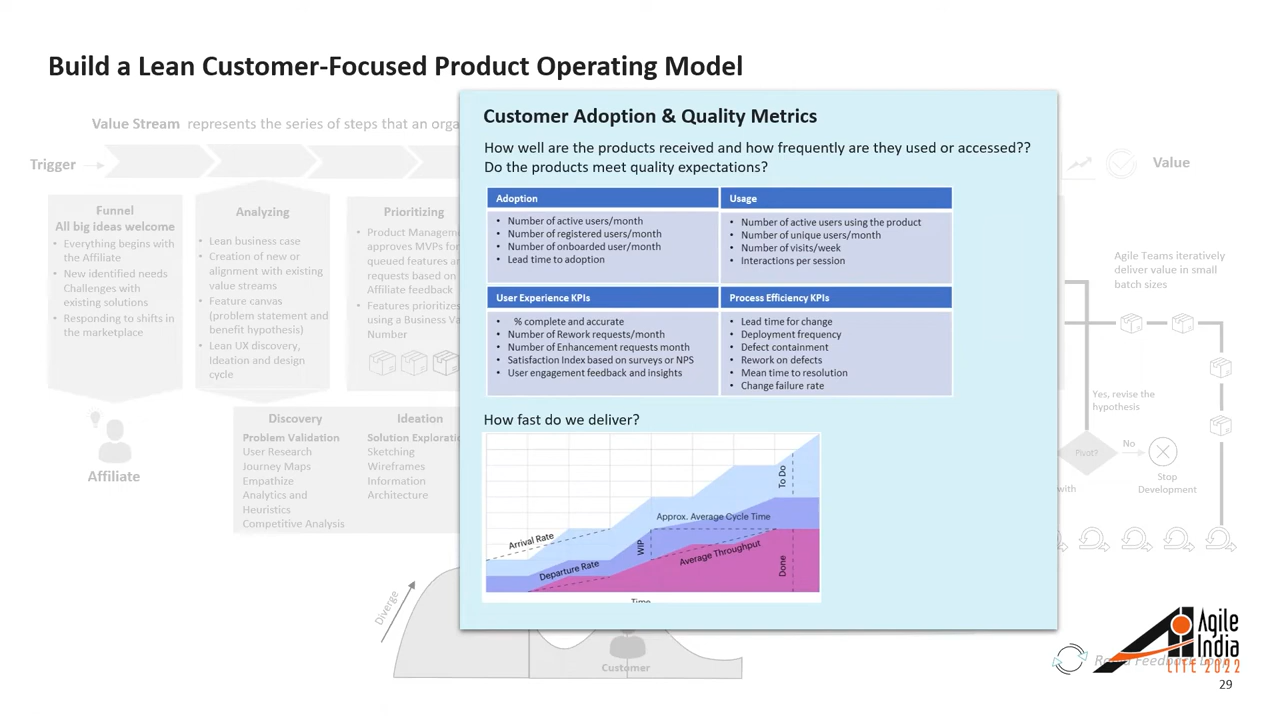 Build a Lean Customer-Focused Product Operating Model
Value Stream represents the series of steps that an
Trigger
Value
Funnel
All big ideas welcome
Everything begins with
the Affiliate
New identified needs
Challenges with
existing solutions
Responding to shifts in
the marketplace
Affiliate
Analyzing
Lean business case
Creation of new or
alignment with existing
value streams
Feature canvas
(problem statement and
benefit hypothesis)
Lean UX discovery,
Ideation and design
cycle
Prioritizing
Product
approves MVPs for
queued features
requests based on
Affiliate feedback
Features
using a Business
Number
Discovery
Problem Validation
User Research
Journey Maps
Empathize
Analytics and
Heuristics
Competitive Analysis
Ideation
Solution
Sketching
Wireframes
Information
Architecture
Customer Adoption & Quality Metrics
How well are the products received and how frequently are they used or accessed??
Do the products meet quality expectations?
Adoption
Number of active users/month
Number of registered users/month
Number of onboarded user/month
Lead time to adoption
Usage
Number of active users using the product
Number of unique users/month
Number of visits/week
Interactions per session
User Experience KPIs
% complete and accurate
Number of Rework requests/month
Number of Enhancement requests month
Satisfaction Index based on surveys or NPS
User engagement feedback and insights
Process Efficiency KPIs
Lead time for change
Deployment frequency
Defect containment
Rework on defects
Mean time to resolution
Change failure rate
How fast do we deliver?
To Do
Approx. Average Cycle Time
Arrival Rate
WIP
Average Throughput
Departure Rate
Done
Time
Agile Teams iteratively
deliver value in small
batch sizes
Yes, revise the
hypothesis
Pivot?
No
Stop
Development
with
Diverge
Customer
Feedback
Agile
India
LITE 2022
29